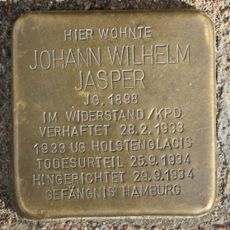 HIER WOHNTE
JOHANN WILHELM
JASPER
JG. 1898
IM WIDERSTAND/KPD
VERHAFTET 28.2.1933
1933 UG HOLSTENGLACIS
TODESURTEIL 25.9.1934
HINGERICHTET 29.9.1934
GEFÄNGNIS HAMBURG